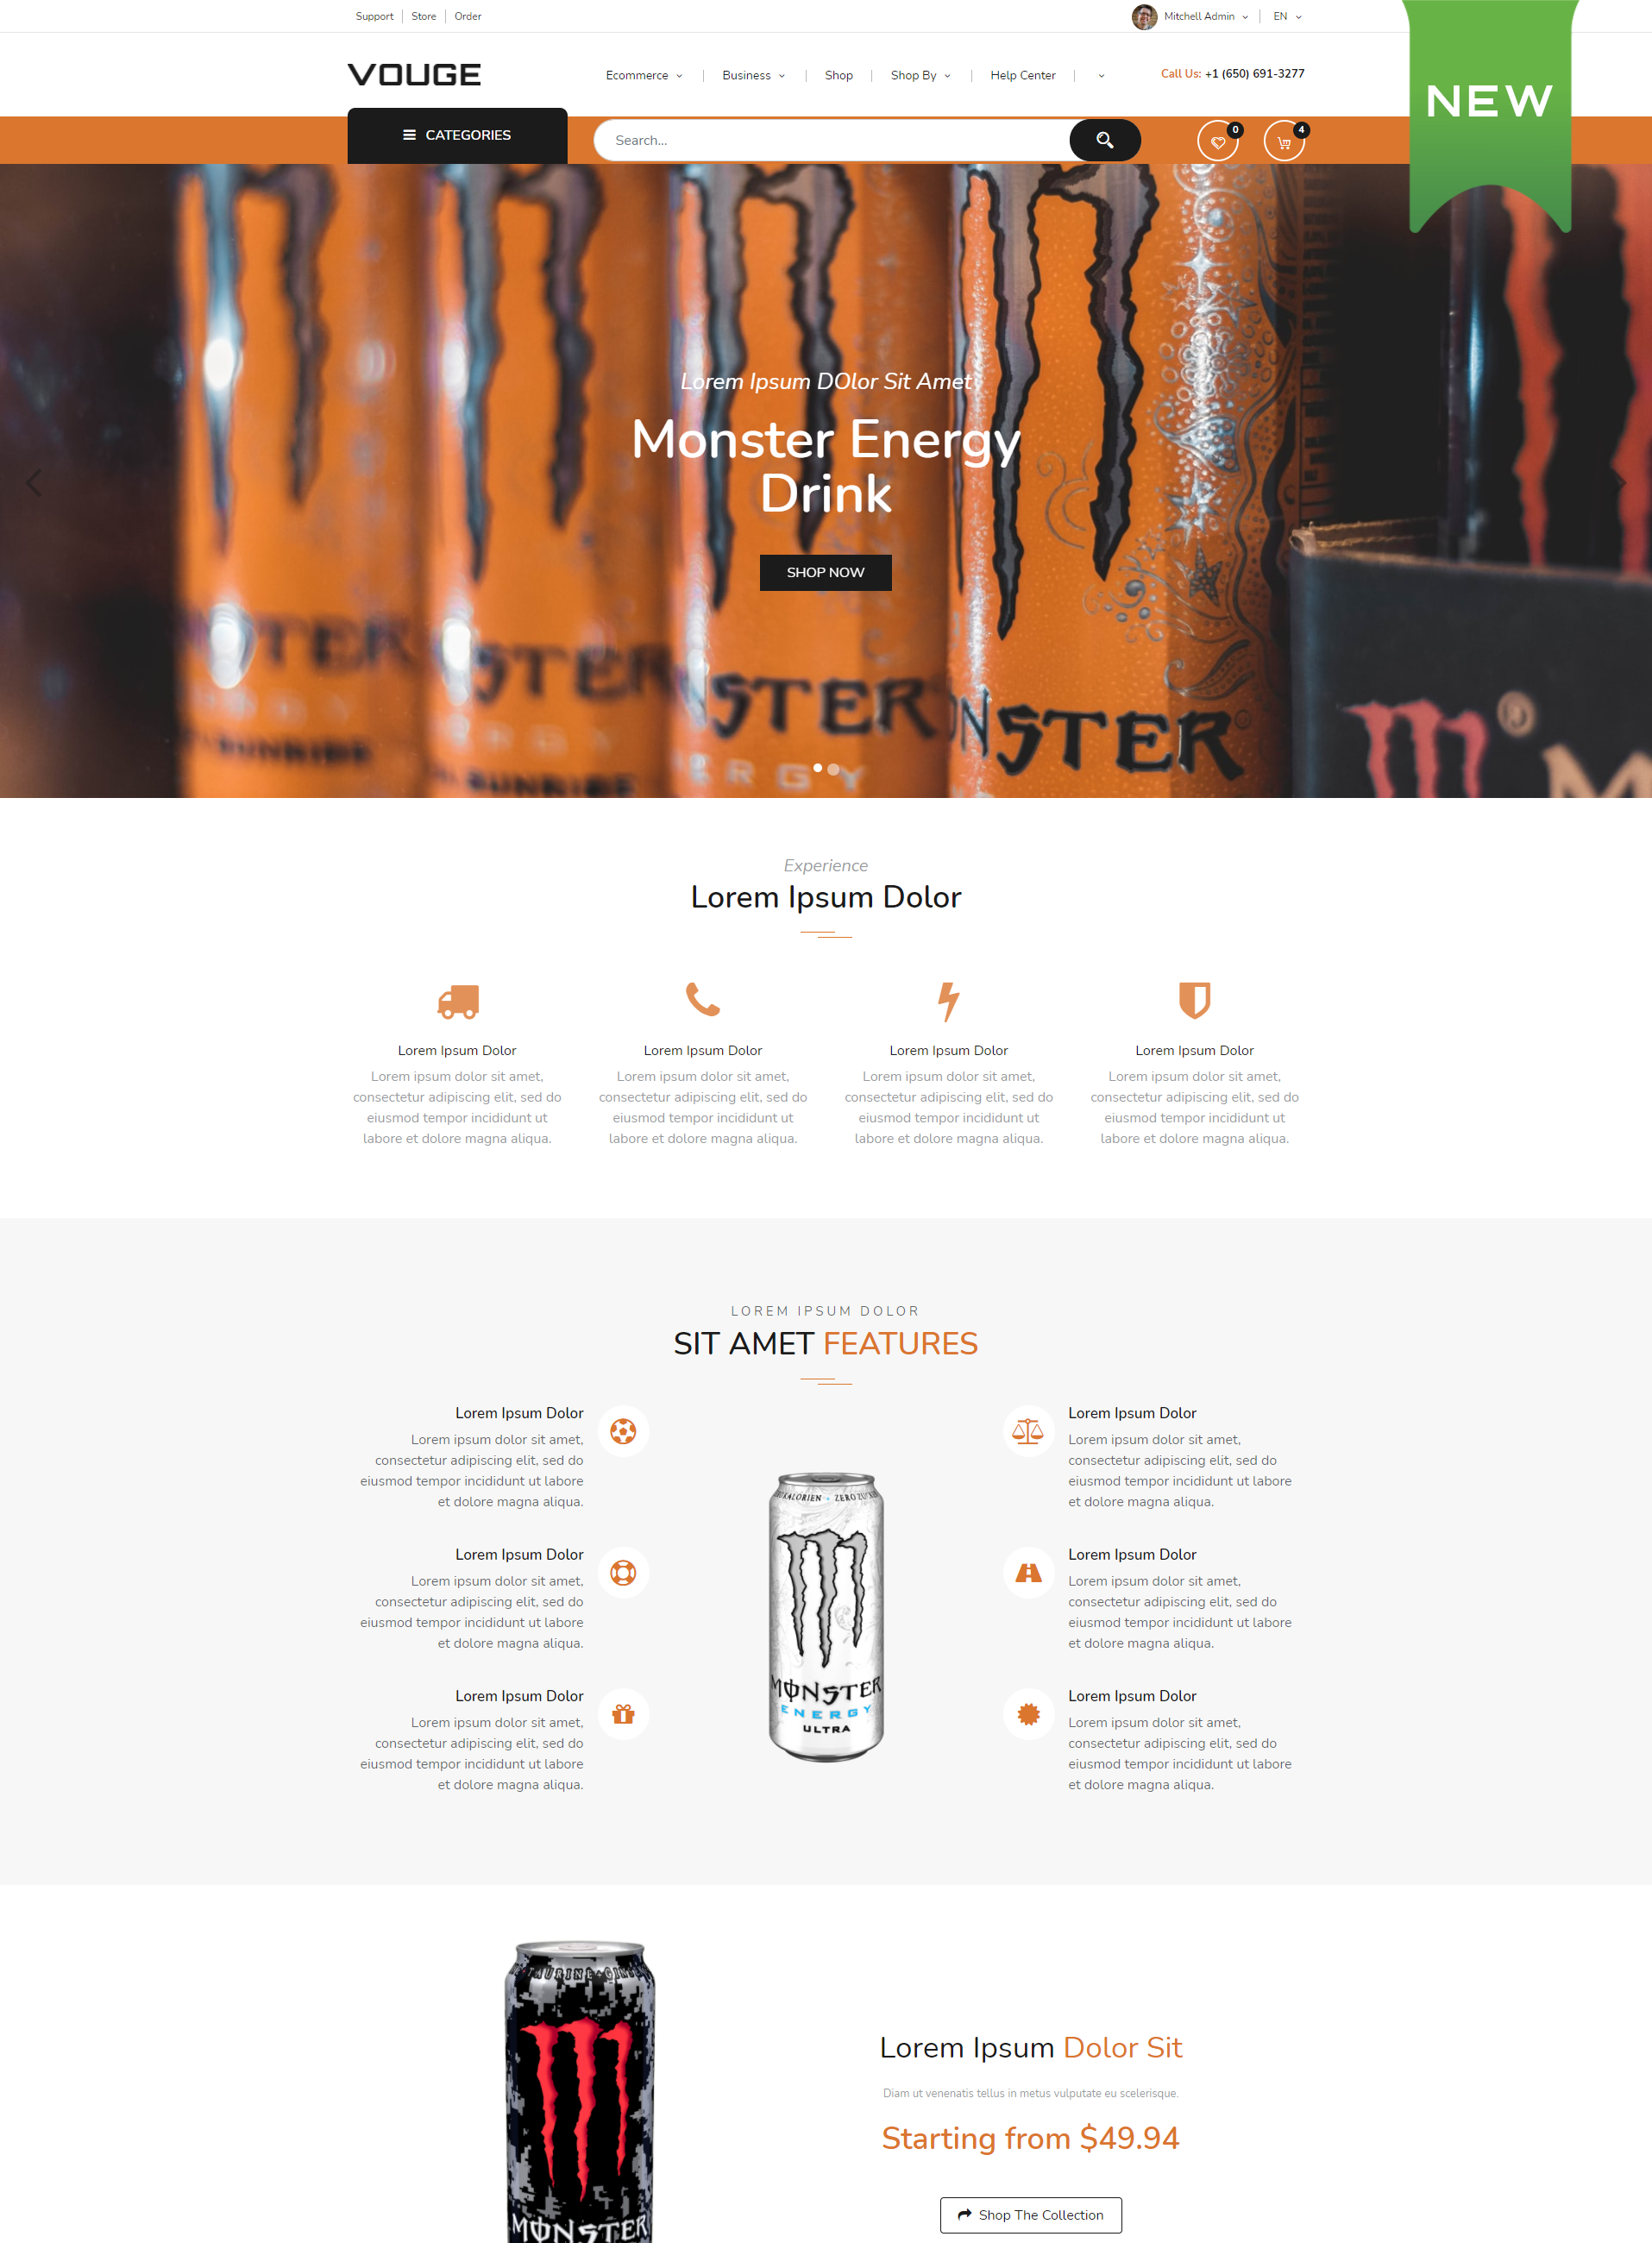 Support Store Order
Mitchell Admin EN
VOUGE
Ecommerce Business Shop Shop By Help Center
Call Us: +1 (650) 691-3277
NEW
CATEGORIES
Search...
0
4
Lorem Ipsum DOlor Sit Amet
Monster Energy
Drink
SHOP NOW
STER
STER
STER
NSTER
RGY
Experience
Lorem Ipsum Dolor
Lorem Ipsum Dolor
Lorem ipsum dolor sit amet,
consectetur adipiscing elit, sed do
eiusmod tempor incididunt ut
labore et dolore magna aliqua.
Lorem Ipsum Dolor
Lorem ipsum dolor sit amet,
consectetur adipiscing elit, sed do
eiusmod tempor incididunt ut
labore et dolore magna aliqua.
Lorem Ipsum Dolor
Lorem ipsum dolor sit amet,
consectetur adipiscing elit, sed do
eiusmod tempor incididunt ut
labore et dolore magna aliqua.
Lorem Ipsum Dolor
Lorem ipsum dolor sit amet,
consectetur adipiscing elit, sed do
eiusmod tempor incididunt ut
labore et dolore magna aliqua.
LOREM IPSUM DOLOR
SIT AMET FEATURES
Lorem Ipsum Dolor
Lorem ipsum dolor sit amet,
consectetur adipiscing elit, sed do
eiusmod tempor incididunt ut labore
et dolore magna aliqua.
Lorem Ipsum Dolor
Lorem ipsum dolor sit amet,
consectetur adipiscing elit, sed do
eiusmod tempor incididunt ut labore
et dolore magna aliqua.
Lorem Ipsum Dolor
Lorem ipsum dolor sit amet,
consectetur adipiscing elit, sed do
eiusmod tempor incididunt ut labore
et dolore magna aliqua.
MONSTER
ENERGY
ULTRA
Lorem Ipsum Dolor
Lorem ipsum dolor sit amet,
consectetur adipiscing elit, sed do
eiusmod tempor incididunt ut labore
et dolore magna aliqua.
Lorem Ipsum Dolor
Lorem ipsum dolor sit amet,
consectetur adipiscing elit, sed do
eiusmod tempor incididunt ut labore
et dolore magna aliqua.
Lorem Ipsum Dolor
Lorem ipsum dolor sit amet,
consectetur adipiscing elit, sed do
eiusmod tempor incididunt ut labore
et dolore magna aliqua.
MONSTER
Lorem Ipsum Dolor Sit
Diam ut venenatis tellus in metus vulputate eu scelerisque.
Starting from $49.94
Shop The Collection